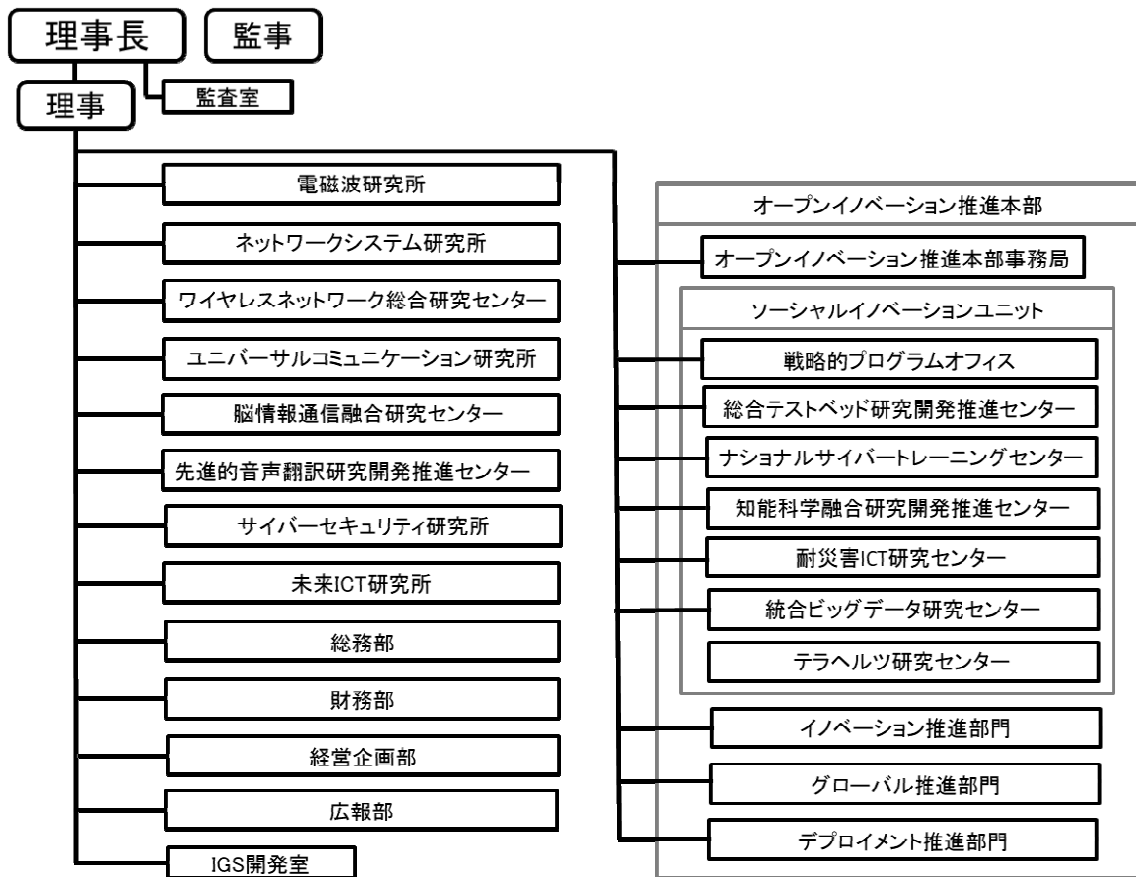 理事長
監事
理事
監査室
電磁波研究所
ネットワークシステム研究所
ワイヤレスネットワーク総合研究センター
ユニバーサルコミュニケーション研究所
脳情報通信融合研究センター
先進的音声翻訳研究開発推進センター
サイバーセキュリティ研究所
未来ICT研究所
総務部
財務部
経営企画部
広報部
IGS開発室
オープンイノベーション推進本部
オープンイノベーション推進本部事務局
ソーシャルイノベーションユニット
戦略的プログラムオフィス
総合テストベッド研究開発推進センター
ナショナルサイバートレーニングセンター
知能科学融合研究開発推進センター
耐災害ICT研究センター
統合ビッグデータ研究センター
テラヘルツ研究センター
イノベーション推進部門
グローバル推進部門
デプロイメント推進部門